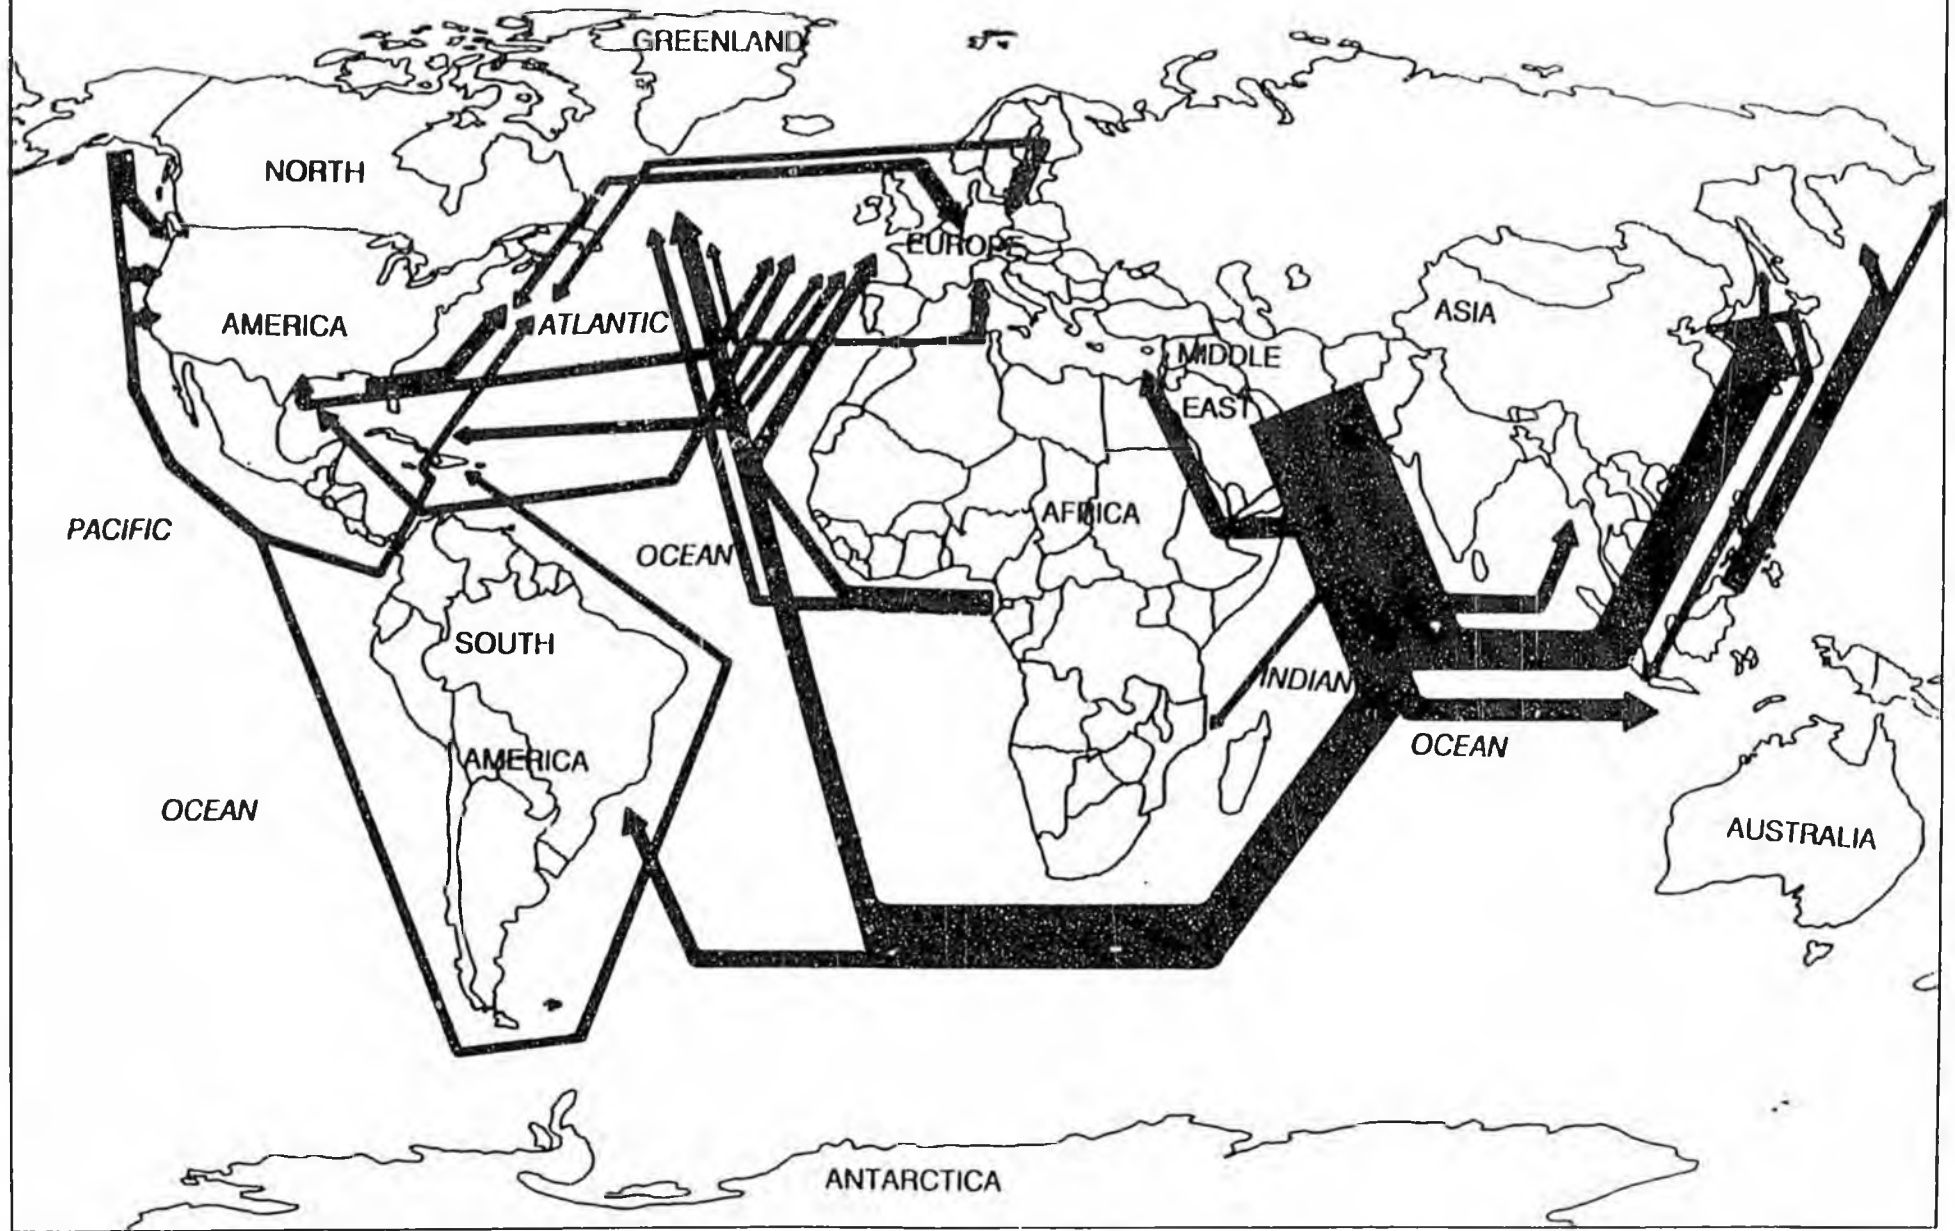 GREENLAND
NORTH
AMERICA
ATLANTIC
OCEAN
EUROPE
ASIA
MIDDLE
EAST
AFRICA
PACIFIC
OCEAN
SOUTH
AMERICA
INDIAN
OCEAN
AUSTRALIA
ANTARCTICA